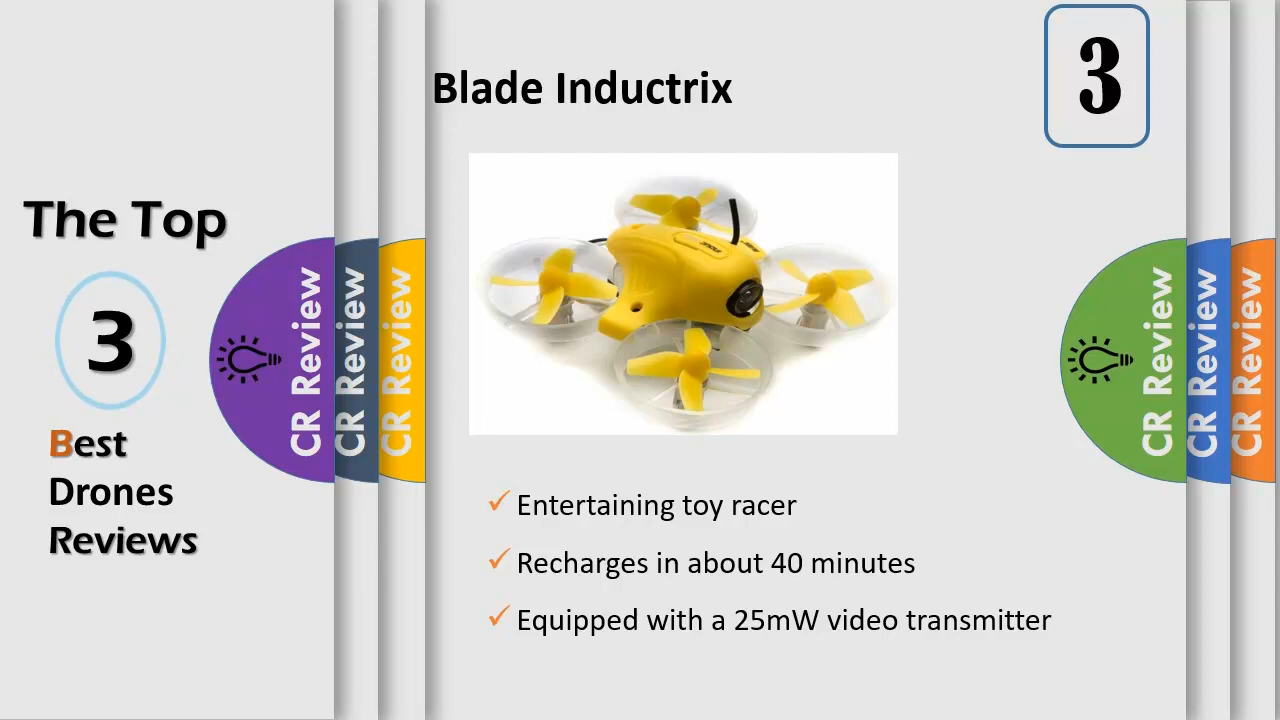 Blade Inductrix
3
The Top
3
Best
Drones
Reviews
CR Review
CR Review
CR Review
CR Review
CR Review
CR Review
✓ Entertaining toy racer
✓ Recharges in about 40 minutes
✓ Equipped with a 25mW video transmitter